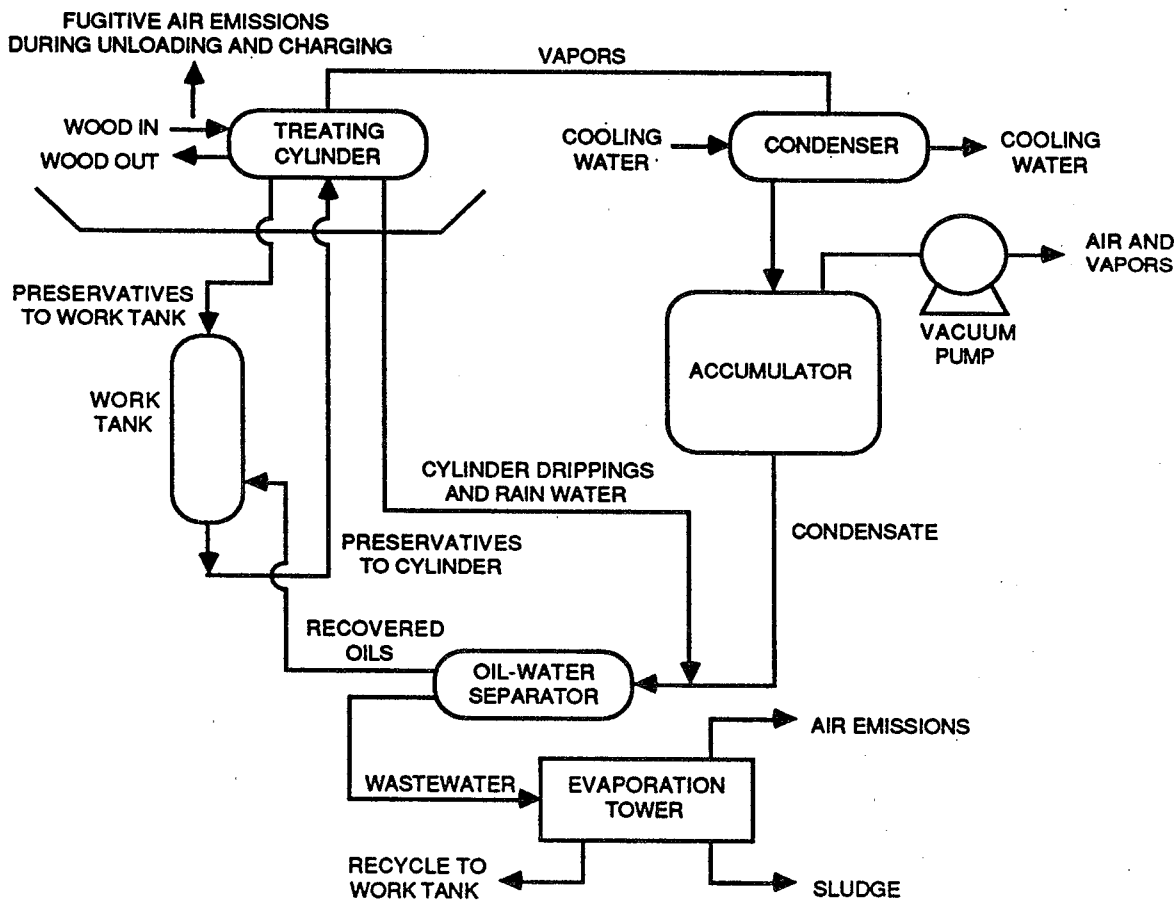 FUGITIVE AIR EMISSIONS
DURING UNLOADING AND CHARGING
VAPORS
WOOD IN
WOOD OUT
TREATING
CYLINDER
COOLING
WATER
CONDENSER
COOLING
WATER
AIR AND
VAPORS
PRESERVATIVES
TO WORK TANK
VACUUM
PUMP
ACCUMULATOR
WORK
TANK
CYLINDER DRIPPINGS
AND RAIN WATER
CONDENSATE
PRESERVATIVES
TO CYLINDER
RECOVERED
OILS
OIL-WATER
SEPARATOR
AIR EMISSIONS
WASTEWATER
EVAPORATION
TOWER
RECYCLE TO
WORK TANK
SLUDGE